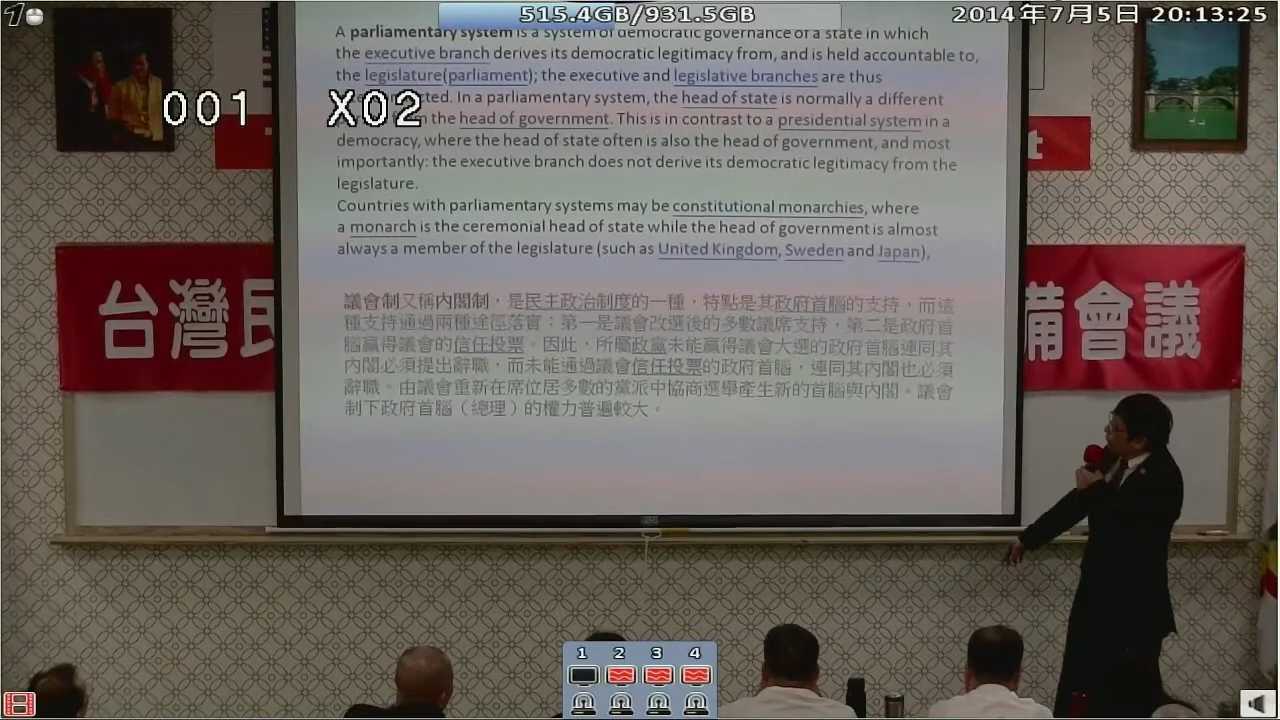 515.4GB/931.5GB
2014年7月5日 20:13:25
001 X02
A parliamentary system is a system of democratic governance of a state in which
the executive branch derives its democratic legitimacy from, and is held accountable to,
the legislature(parliament); the executive and legislative branches are thus
ted. In a parliamentary system, the head of state is normally a different
the head of government. This is in contrast to a presidential system in a
democracy, where the head of state often is also the head of government, and most
importantly: the executive branch does not derive its democratic legitimacy from the
legislature.
Countries with parliamentary systems may be constitutional monarchies, where
a monarch is the ceremonial head of state while the head of government is almost
always a member of the legislature (such as United Kingdom, Sweden and Japan),
議會制又稱內閣制，是民主政治制度的一種，特點是其政府首腦的支持，而這
種支持通過兩種途徑落實：第一是議會改選後的多數議席支持，第二是政府首
腦贏得議會的信任投票。因此，所屬政黨未能贏得議會大選的政府首腦連同其
內閣必須提出辭職，而未能通過議會信任投票的政府首腦，連同其內閣也必須
辭職。由議會重新在席位居多數的黨派中協商選舉產生新的首腦與內閣。議會
制下政府首腦（總理）的權力普遍較大。
台灣民
備會議
t
1 2 3 4